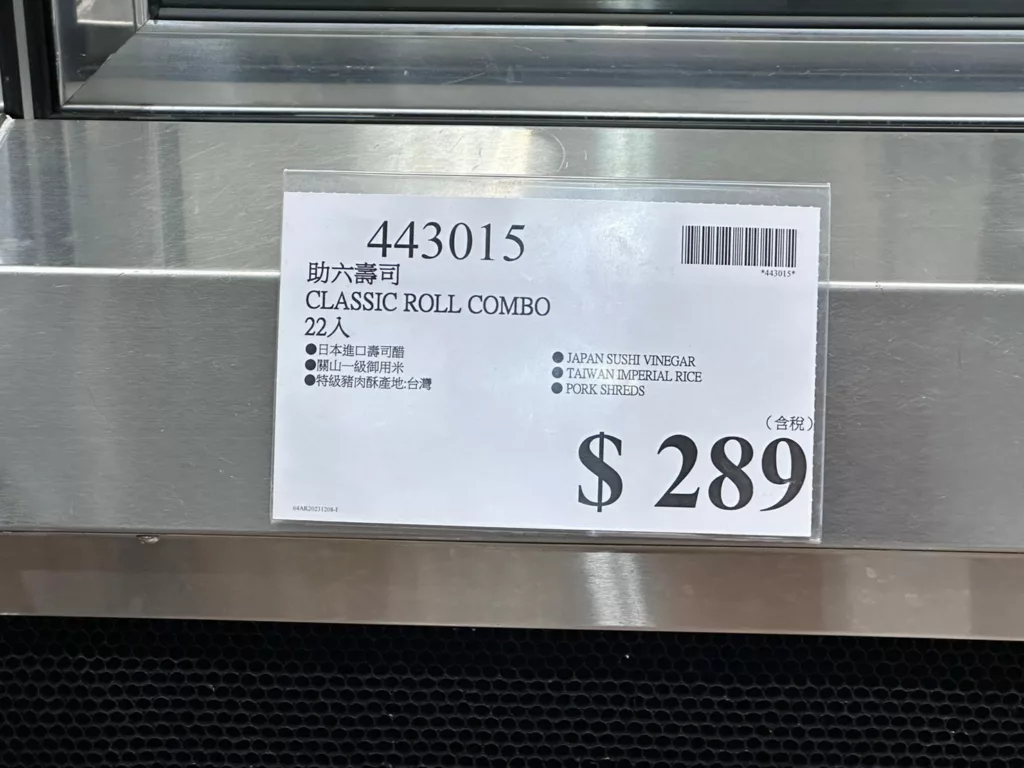 443015
*443015*
助六壽司
CLASSIC ROLL COMBO
22入
●日本進口壽司醋
●關山一級御用米
●特級豬肉酥產地:台灣
● JAPAN SUSHI VINEGAR
● TAIWAN IMPERIAL RICE
● PORK SHREDS
(含稅)
$ 289